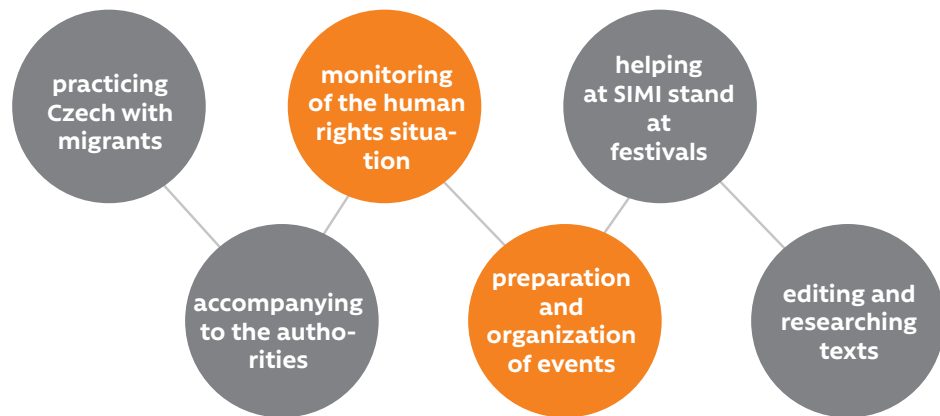 practicing
Czech with
migrants
accompanying
to the autho-
rities
monitoring
of the human
rights situa-
tion
preparation
and
organization
of events
helping
at SIMI stand
at
festivals
editing and
researching
texts